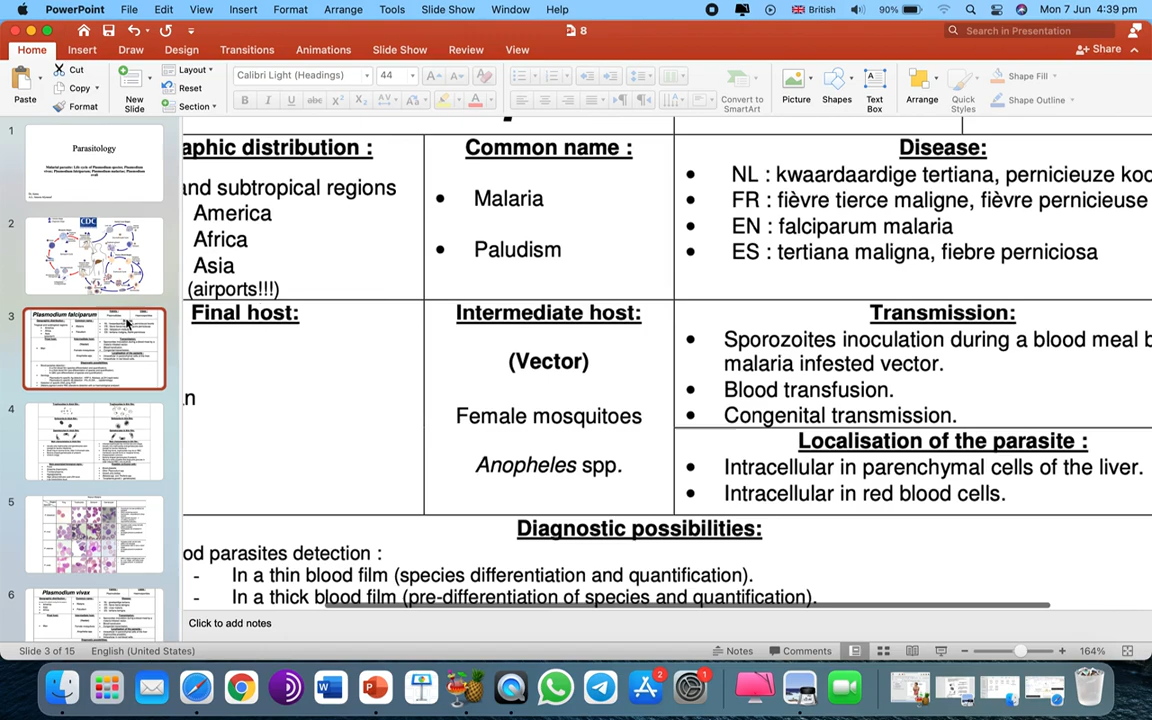 PowerPoint File Edit View Insert Format Arrange Tools Slide Show Window Help British 90% Mon 7 Jun 4:39 pm
8
Search in Presentation
Home Insert Draw Design Transitions Animations Slide Show Review View
Share
Paste
Cut
Copy
Format
New Slide
Layout
Reset
Section
Calibri Light (Headings) 44
Convert to SmartArt
Picture
Shapes
Text Box
Arrange
Quick Styles
Shape Fill
Shape Outline
1
Parasitology
2
CDC
3
Plasmodium falciparum
4
5
6
Plasmodium vivax
aphic distribution :
and subtropical regions
America
Africa
Asia
(airports!!!)
Common name :
• Malaria
• Paludism
Disease:
• NL : kwaardaardige tertiana, pernicieuze koo
• FR : fièvre tierce maligne, fièvre pernicieuse
• EN : falciparum malaria
• ES : tertiana maligna, fiebre perniciosa
Final host:
n
Intermediate host:
(Vector)
Female mosquitoes
Anopheles spp.
Transmission:
• Sporozoites inoculation during a blood meal b
malaria infested vector.
• Blood transfusion.
• Congenital transmission.
Localisation of the parasite :
• Intracellular in parenchymal cells of the liver.
• Intracellular in red blood cells.
Diagnostic possibilities:
od parasites detection :
- In a thin blood film (species differentiation and quantification).
- In a thick blood film (pre-differentiation of species and quantification).
Click to add notes
Slide 3 of 15 English (United States) Notes Comments 164%
2
1